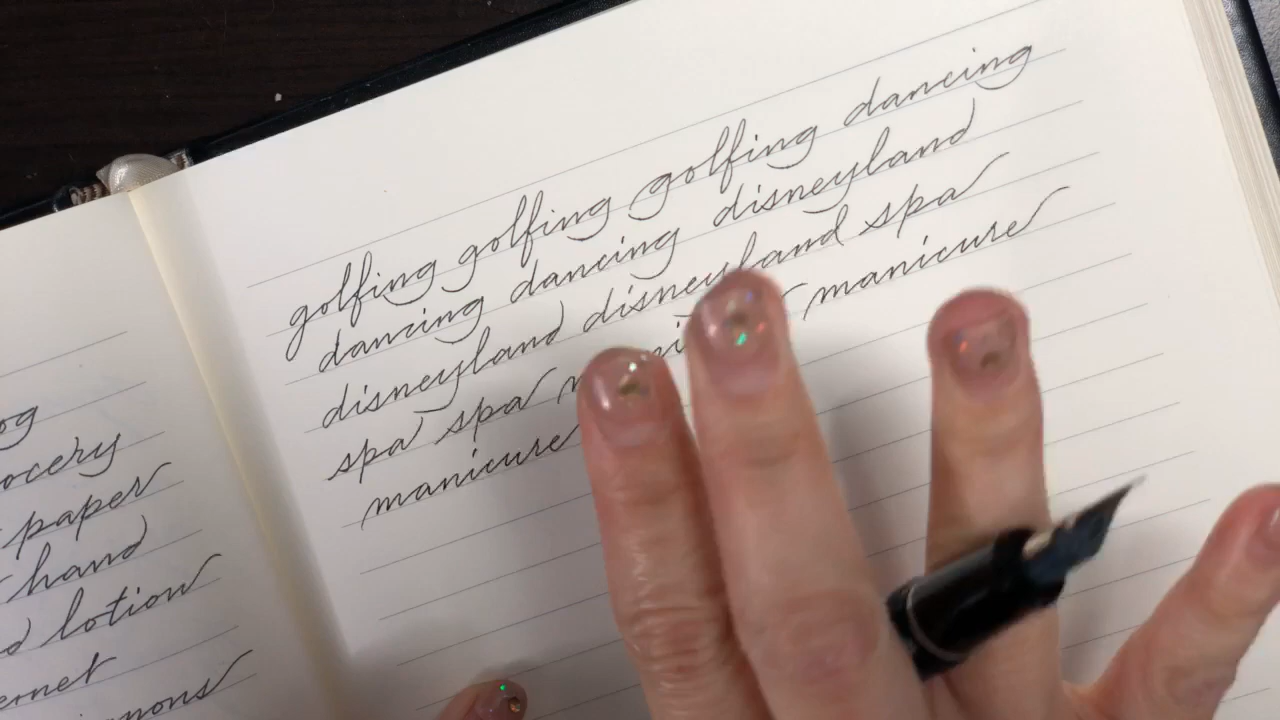 og
ocery
paper
hand
d lotion
ernet
mons
golfing golfing golfing dancing
dancing dancing disneyland
disneyland disneyland spa
spa spa manicure
manicure